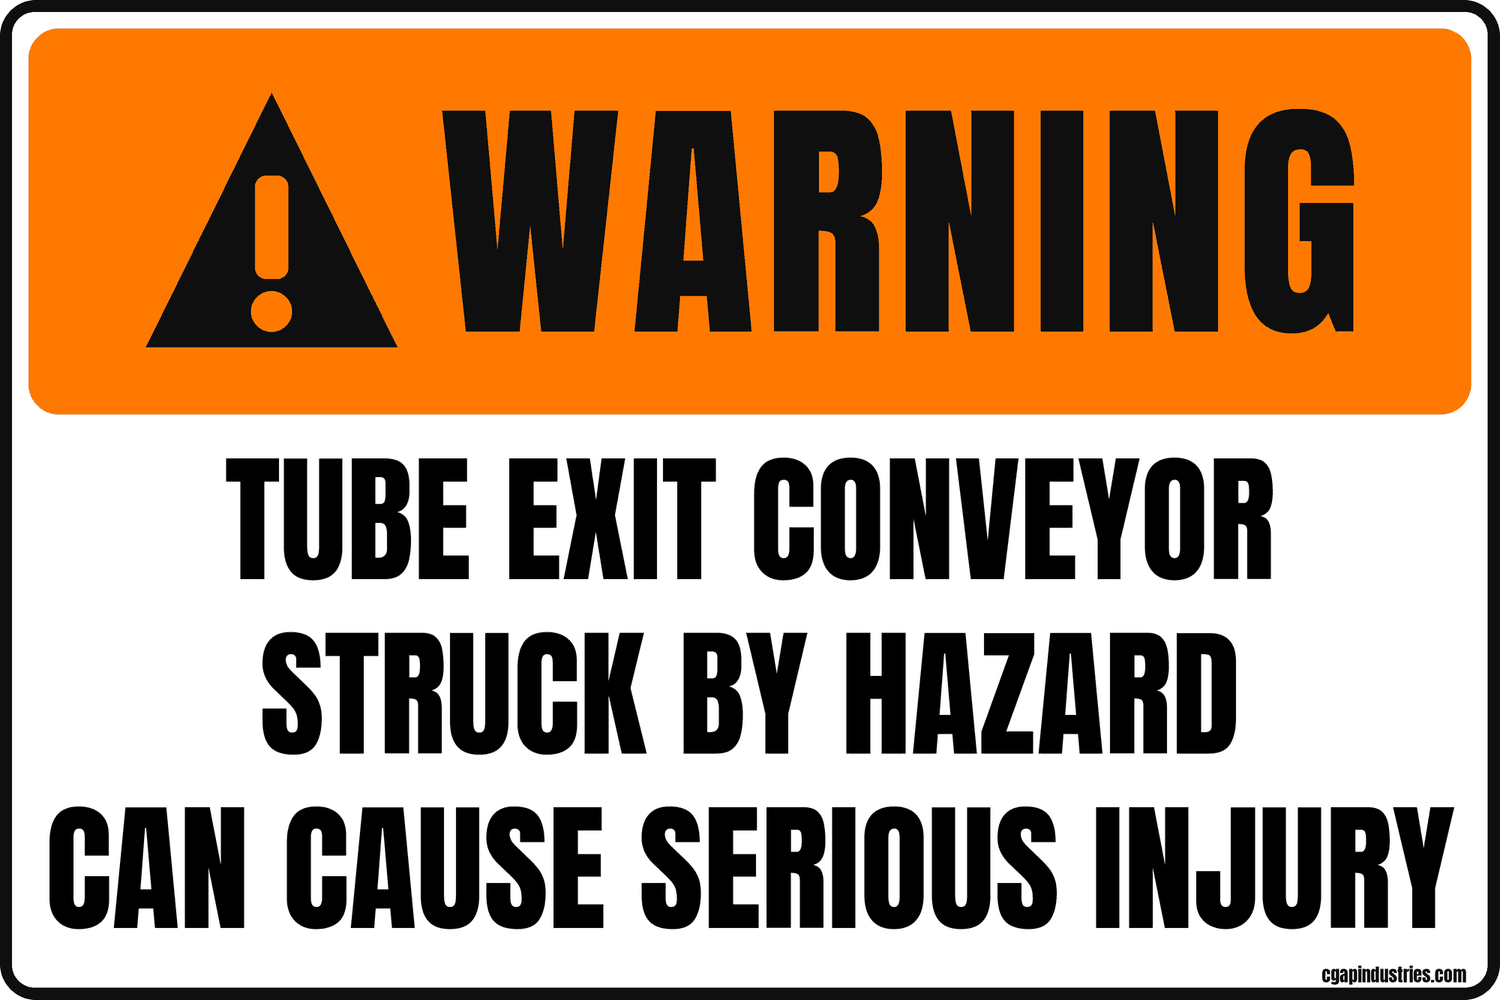 WARNING
TUBE EXIT CONVEYOR
STRUCK BY HAZARD
CAN CAUSE SERIOUS INJURY
cgapindustries.com